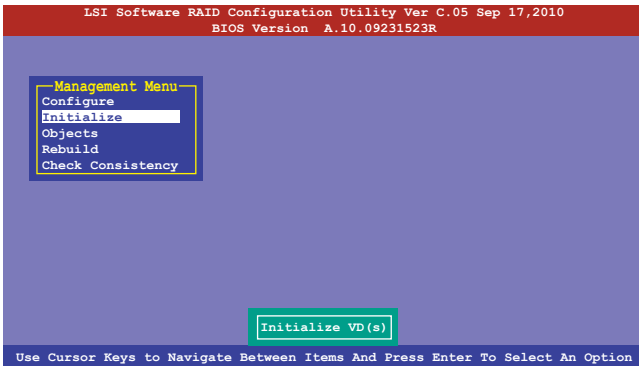 LSI Software RAID Configuration Utility Ver C.05 Sep 17,2010
BIOS Version A.10.09231523R
Management Menu
Configure
Initialize
Objects
Rebuild
Check Consistency
Initialize VD(s)
Use Cursor Keys to Navigate Between Items And Press Enter To Select An Option